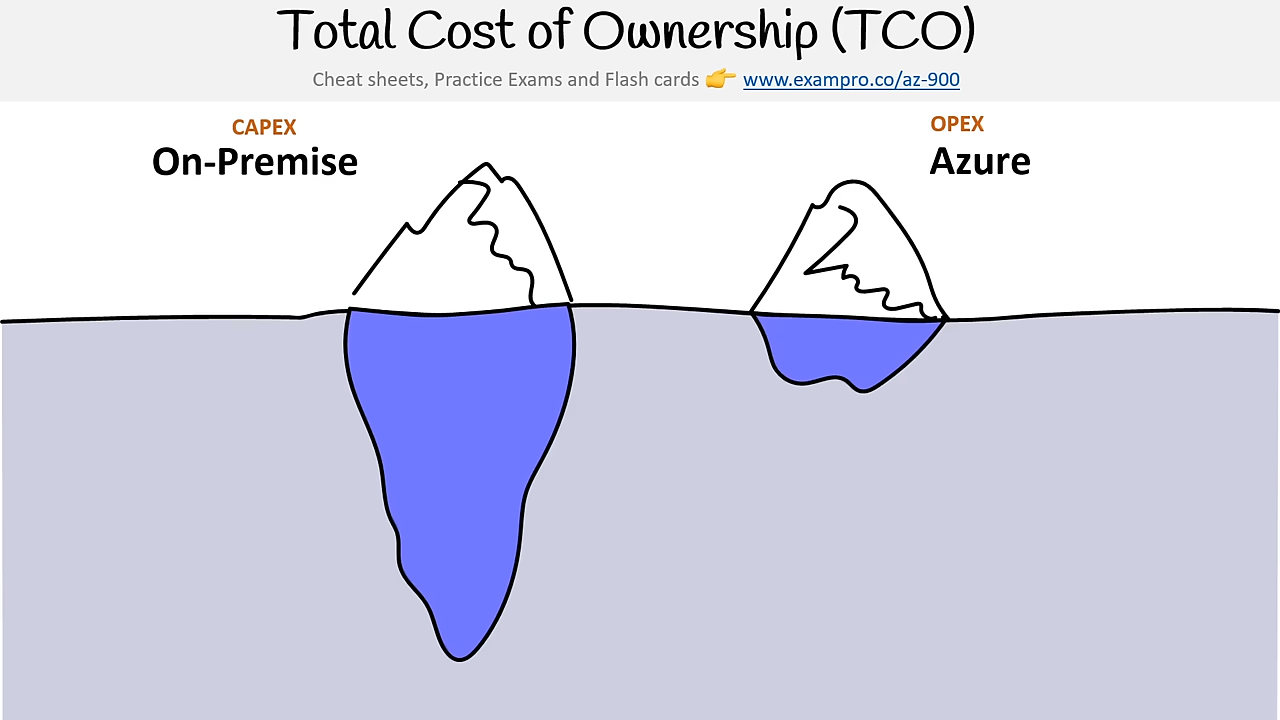 Total Cost of Ownership (TCO)
Cheat sheets, Practice Exams and Flash cards 👉 www.exampro.co/az-900
CAPEX
On-Premise
OPEX
Azure